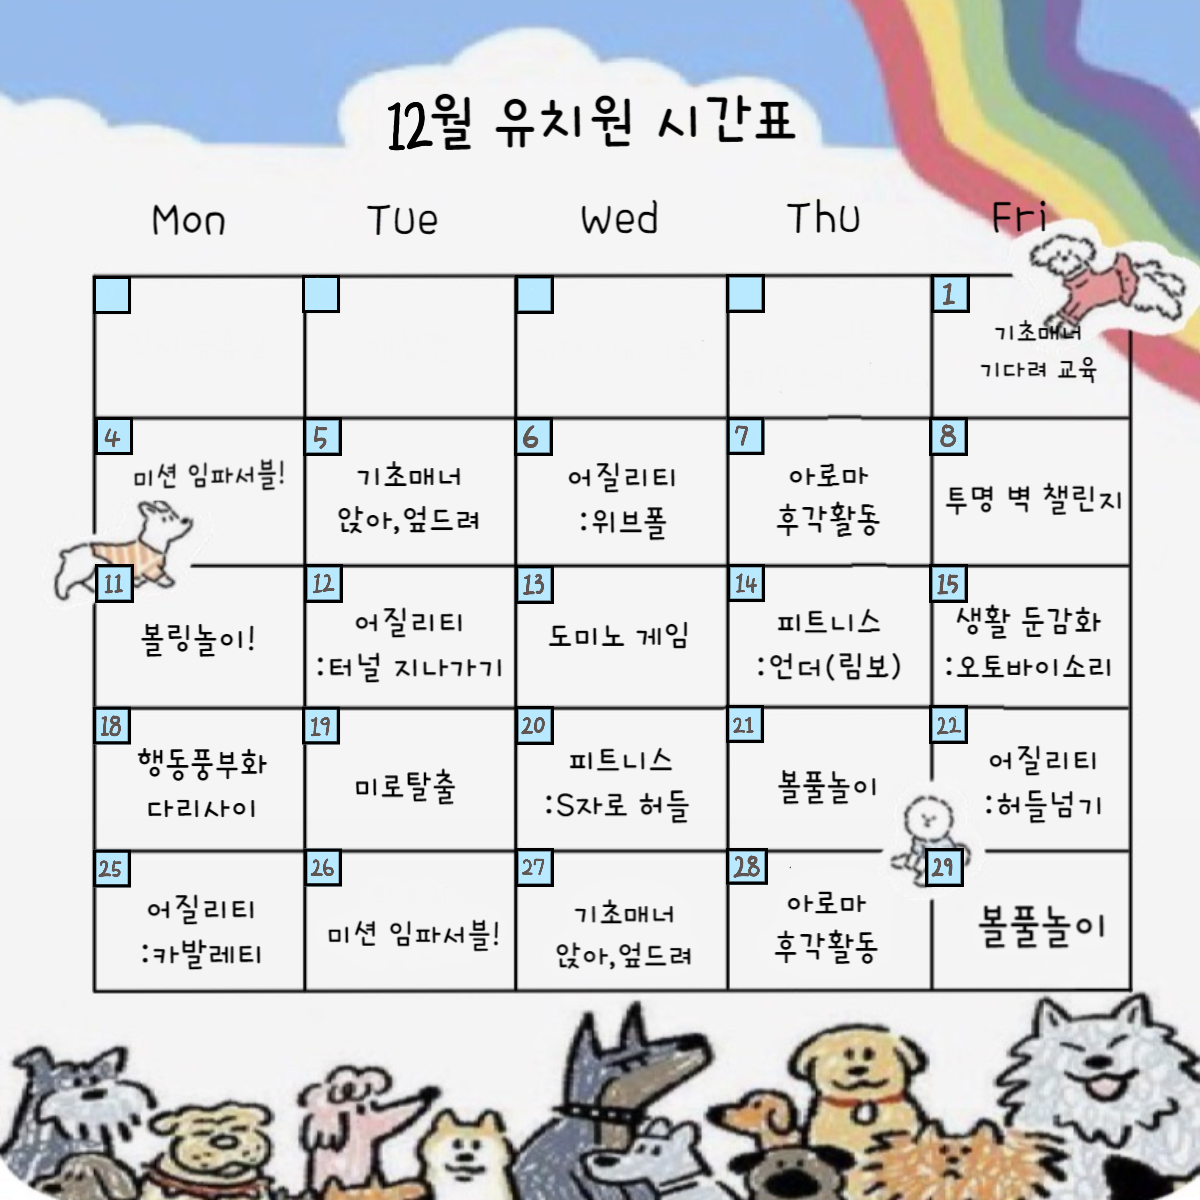 12월 유치원 시간표
Mon
Tue
Wed
Thu
Fri
1
기초매너
기다려 교육
4
미션 임파서블!
5
기초매너
앉아,엎드려
6
어질리티
:위브폴
7
아로마
후각활동
8
투명 벽 챌린지
11
볼링놀이!
12
어질리티
:터널 지나가기
13
도미노 게임
14
피트니스
:언더(림보)
15
생활 둔감화
:오토바이소리
18
행동풍부화
다리사이
19
미로탈출
20
피트니스
:S자로 허들
21
볼풀놀이
22
어질리티
:허들넘기
25
어질리티
:카발레티
26
미션 임파서블!
27
기초매너
앉아,엎드려
28
아로마
후각활동
29
볼풀놀이